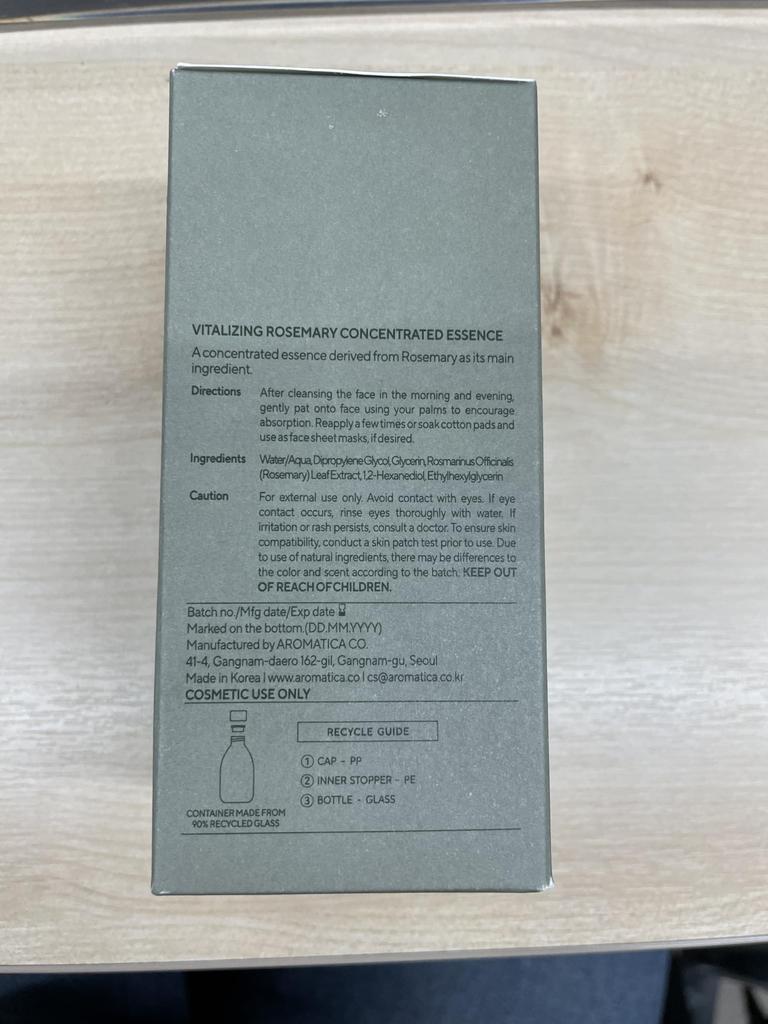 VITALIZING ROSEMARY CONCENTRATED ESSENCE
A concentrated essence derived from Rosemary as its main
ingredient.
Directions After cleansing the face in the morning and evening,
gently pat onto face using your palms to encourage
absorption. Reapply a few times or soak cotton pads and
use as face sheet masks, if desired.
Ingredients Water/Aqua, Dipropylene Glycol, Glycerin, Rosmarinus Officinalis
(Rosemary) Leaf Extract, 1,2-Hexanediol, Ethylhexylglycerin
Caution For external use only. Avoid contact with eyes. If eye
contact occurs, rinse eyes thoroughly with water. If
irritation or rash persists, consult a doctor. To ensure skin
compatibility, conduct a skin patch test prior to use. Due
to use of natural ingredients, there may be differences to
the color and scent according to the batch. KEEP OUT
OF REACH OF CHILDREN.
Batch no./Mfg date/Exp date
Marked on the bottom.(DD.MM.YYYY)
Manufactured by AROMATICA CO.
41-4, Gangnam-daero 162-gil, Gangnam-gu, Seoul
Made in Korea | www.aromatica.co | cs@aromatica.co.kr
COSMETIC USE ONLY
RECYCLE GUIDE
① CAP - PP
② INNER STOPPER - PE
③ BOTTLE - GLASS
CONTAINER MADE FROM
90% RECYCLED GLASS